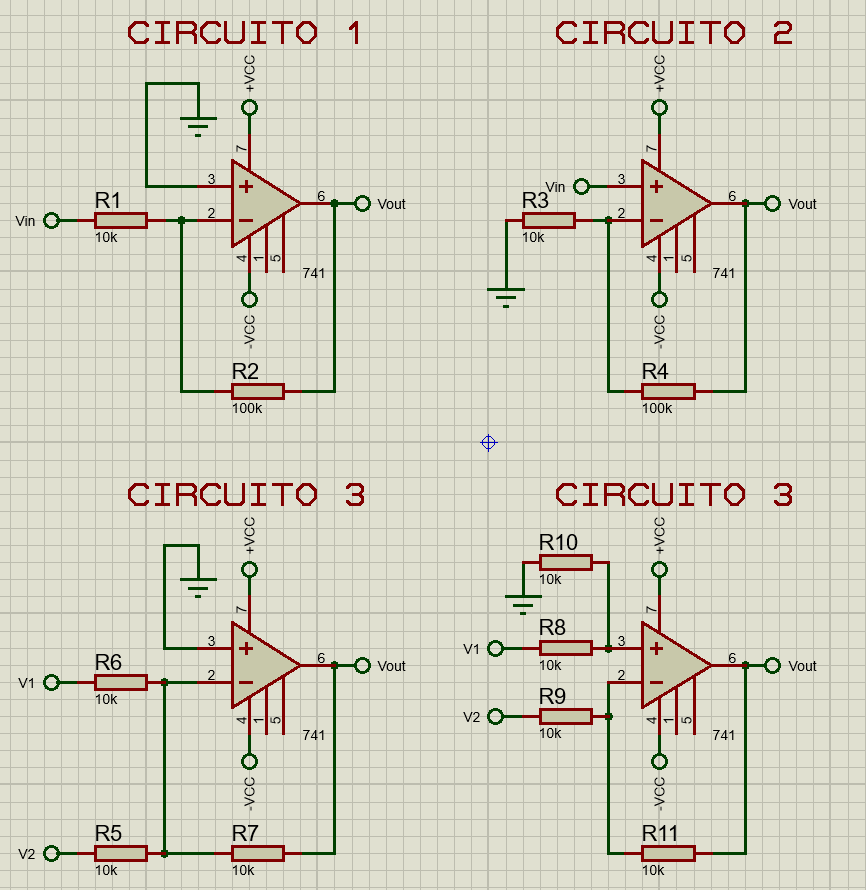 CIRCUITO 1
+VCC
7
3
R1
6
Vin
2
Vout
10k
4
1
5
741
-VCC
R2
100k
CIRCUITO 2
+VCC
7
Vin
3
R3
6
2
Vout
10k
4
1
5
741
-VCC
R4
100k
CIRCUITO 3
+VCC
7
3
R6
6
V1
2
Vout
10k
4
1
5
741
-VCC
R5
R7
V2
10k
10k
CIRCUITO 3
+VCC
R10
10k
7
R8
V1
3
10k
6
2
Vout
R9
V2
10k
4
1
5
741
-VCC
R11
10k